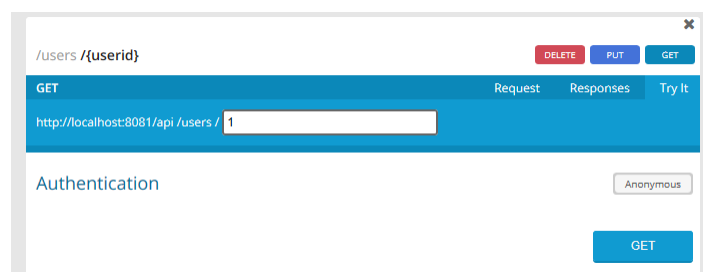 ✖
/users /{userid} DELETE PUT GET
GET Request Responses Try It
http://localhost:8081/api /users / 1
Authentication Anonymous
GET